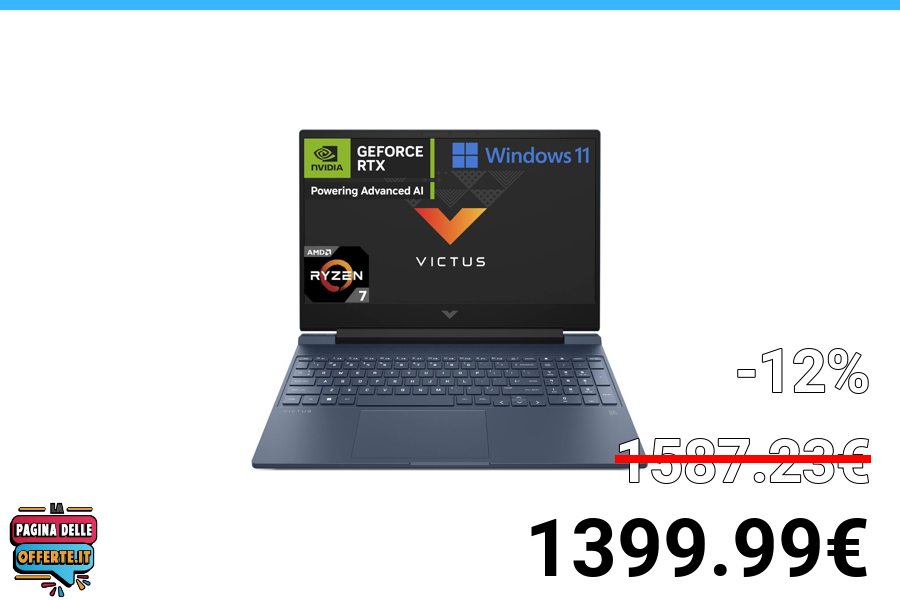 NVIDIA
GEFORCE
RTX
Powering Advanced AI
Windows 11
VICTUS
AMD
RYZEN
7
-12%
1587.23€
1399.99€
LA
PAGINA DELLE
OFFERTE.IT